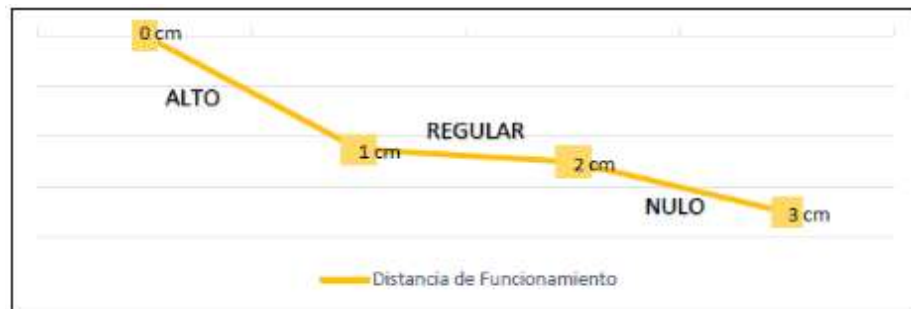 0 cm
ALTO
REGULAR
1 cm
2 cm
NULO
3 cm
Distancia de Funcionamiento